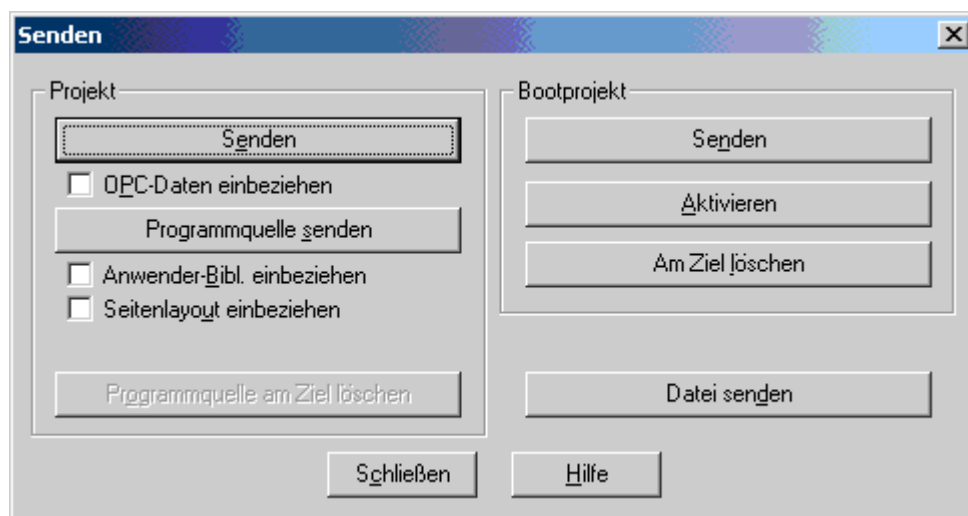 Senden
Projekt
Senden
OPC-Daten einbeziehen
Programmquelle senden
Anwender-Bibl. einbeziehen
Seitenlayout einbeziehen
Programmquelle am Ziel löschen
Bootprojekt
Senden
Aktivieren
Am Ziel löschen
Datei senden
Schließen
Hilfe